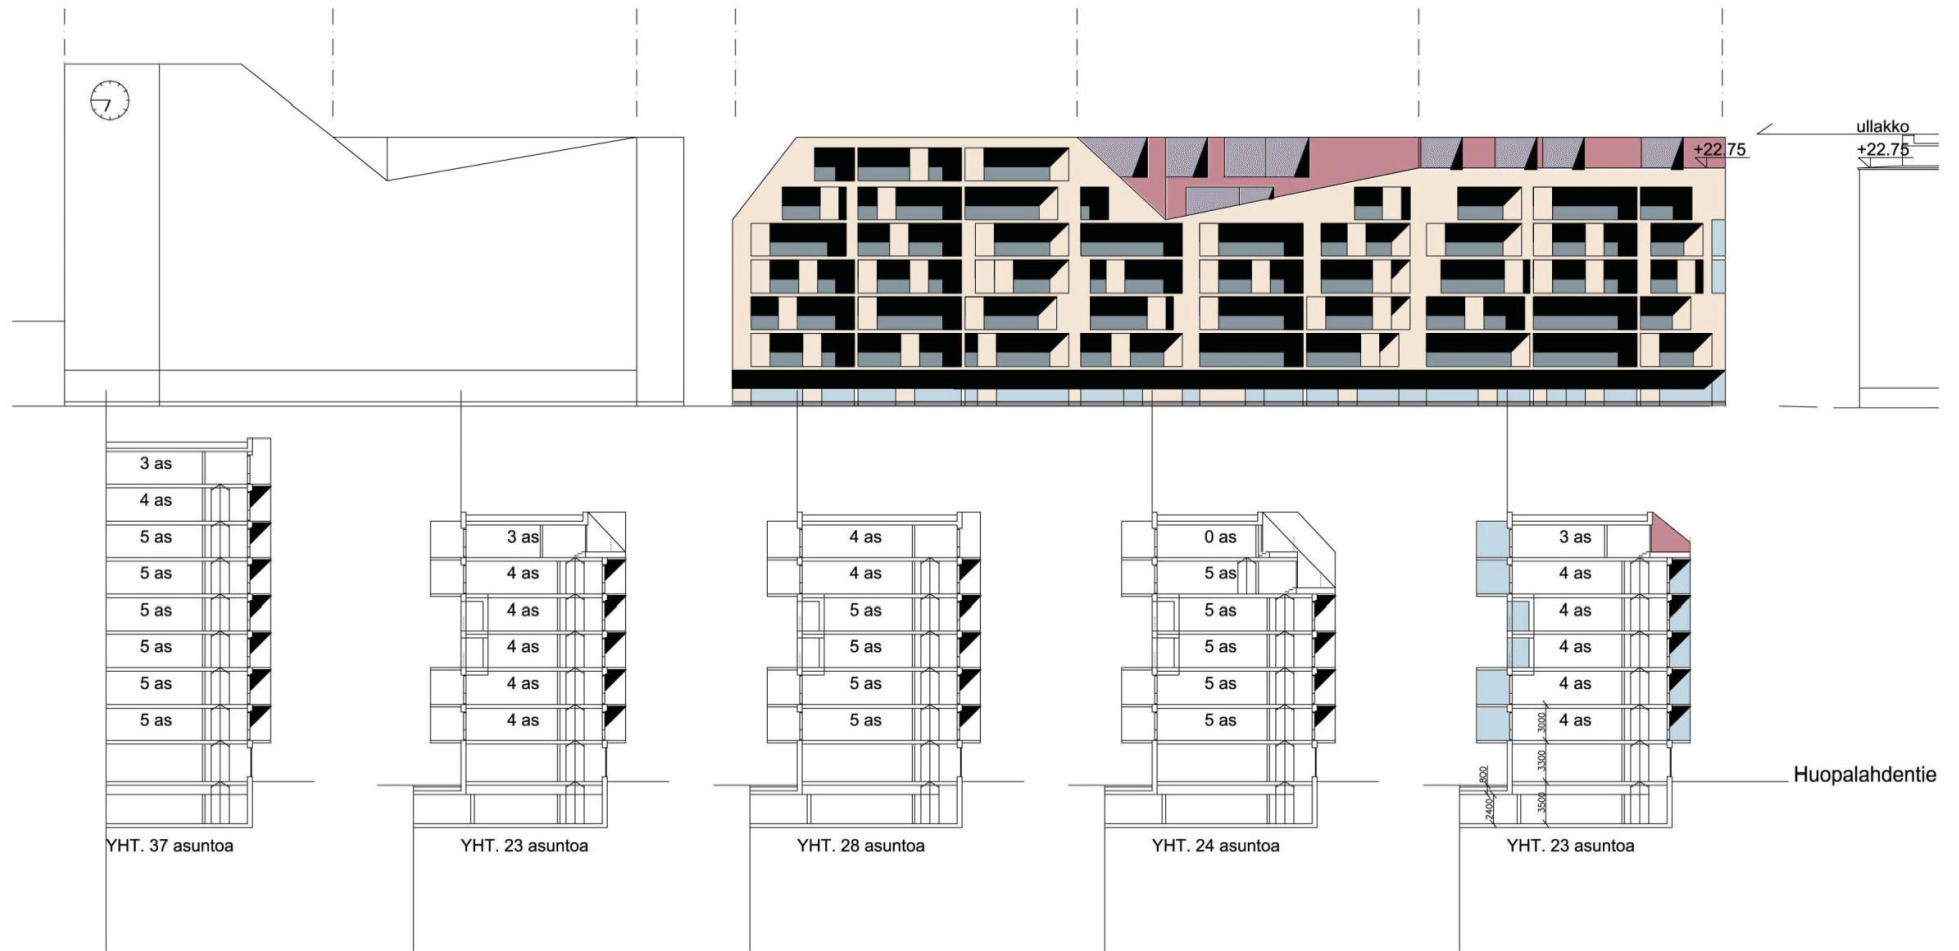 ullakko
+22.75
+22.75
3 as
4 as
5 as
5 as
5 as
5 as
5 as
5 as
YHT. 37 asuntoa
3 as
4 as
4 as
4 as
4 as
4 as
YHT. 23 asuntoa
4 as
4 as
5 as
5 as
5 as
5 as
YHT. 28 asuntoa
0 as
5 as
5 as
5 as
5 as
5 as
YHT. 24 asuntoa
3 as
4 as
4 as
4 as
4 as
4 as
3000
3300
800
2400
3500
YHT. 23 asuntoa
Huopalahdentie